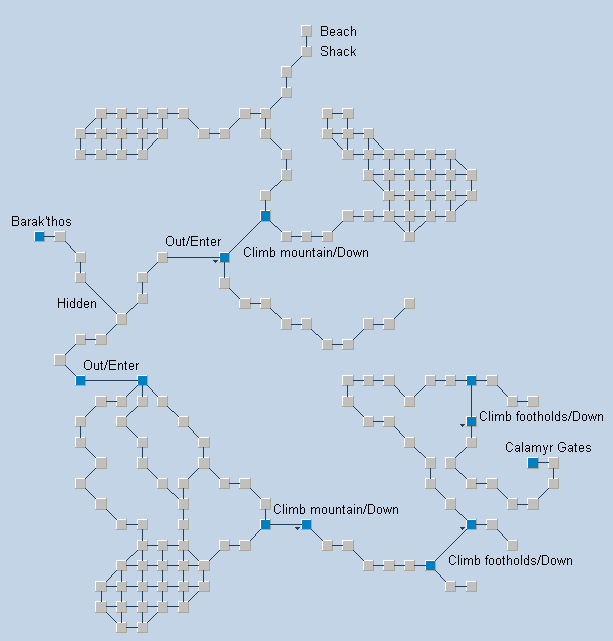 Beach
Shack
Barak'thos
Out/Enter
Climb mountain/Down
Hidden
Out/Enter
Climb footholds/Down
Calamyr Gates
Climb mountain/Down
Climb footholds/Down